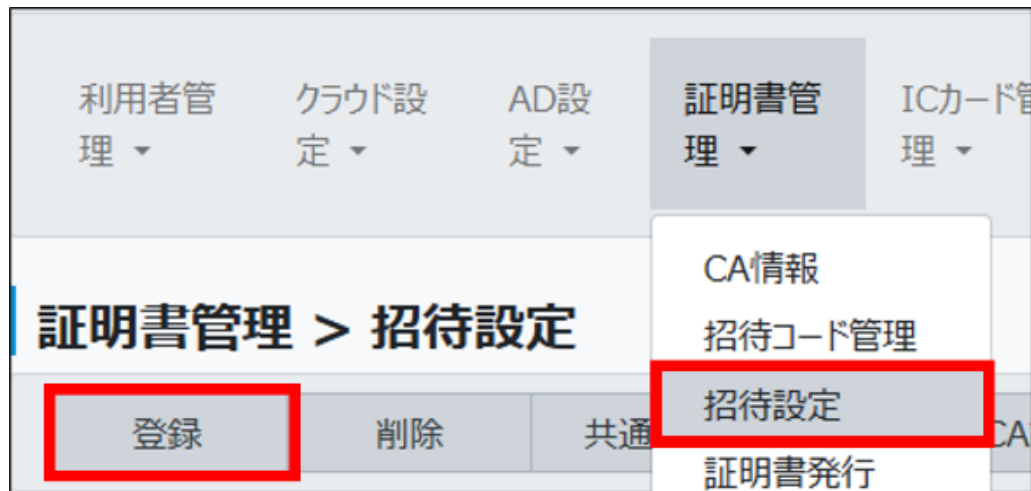 利用者管
理
クラウド設
定
AD設
定
証明書管
理
ICカード管
理
CA情報
招待コード管理
招待設定
証明書発行
証明書管理 > 招待設定
登録
削除
共通
CA